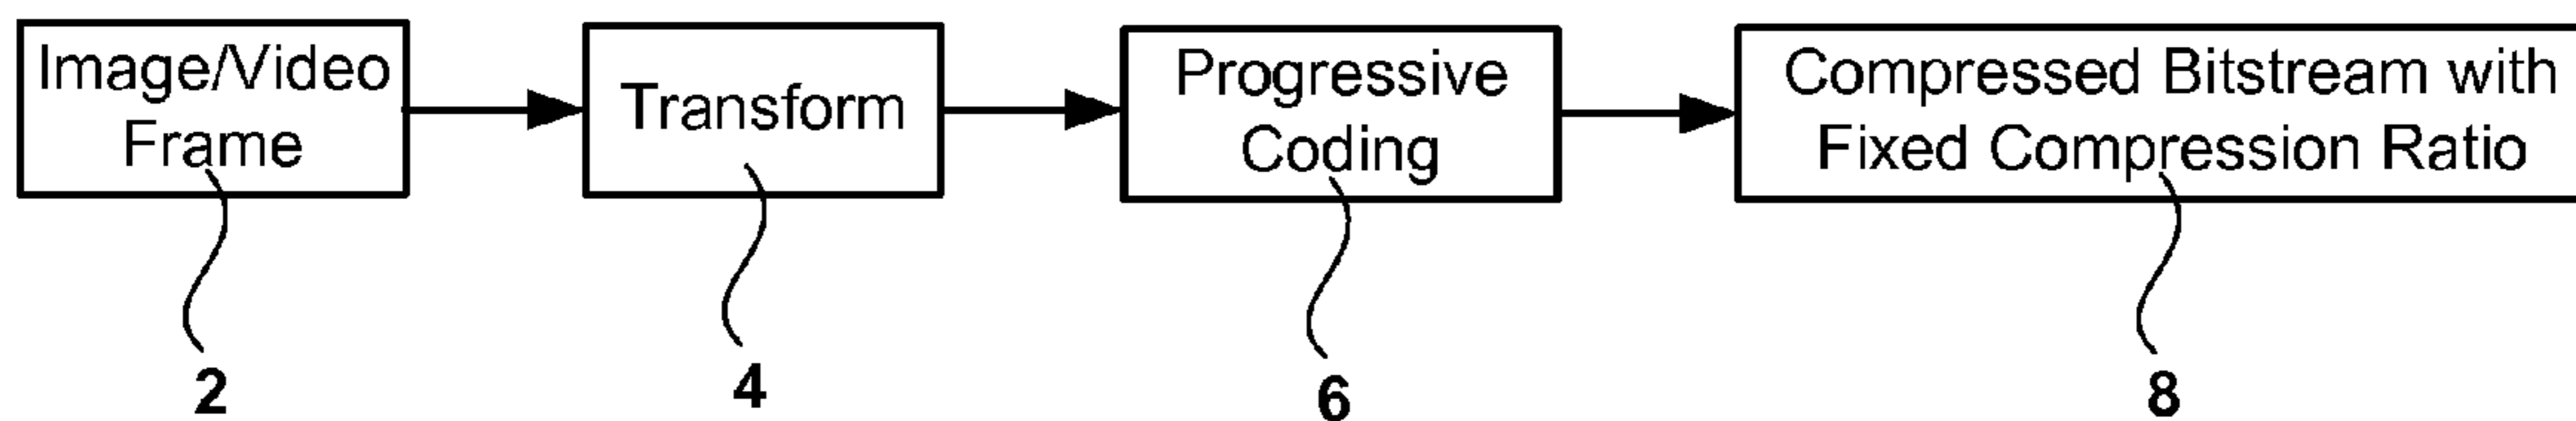 Image/Video
Frame
Transform
Progressive
Coding
Compressed Bitstream with
Fixed Compression Ratio
2
4
6
8